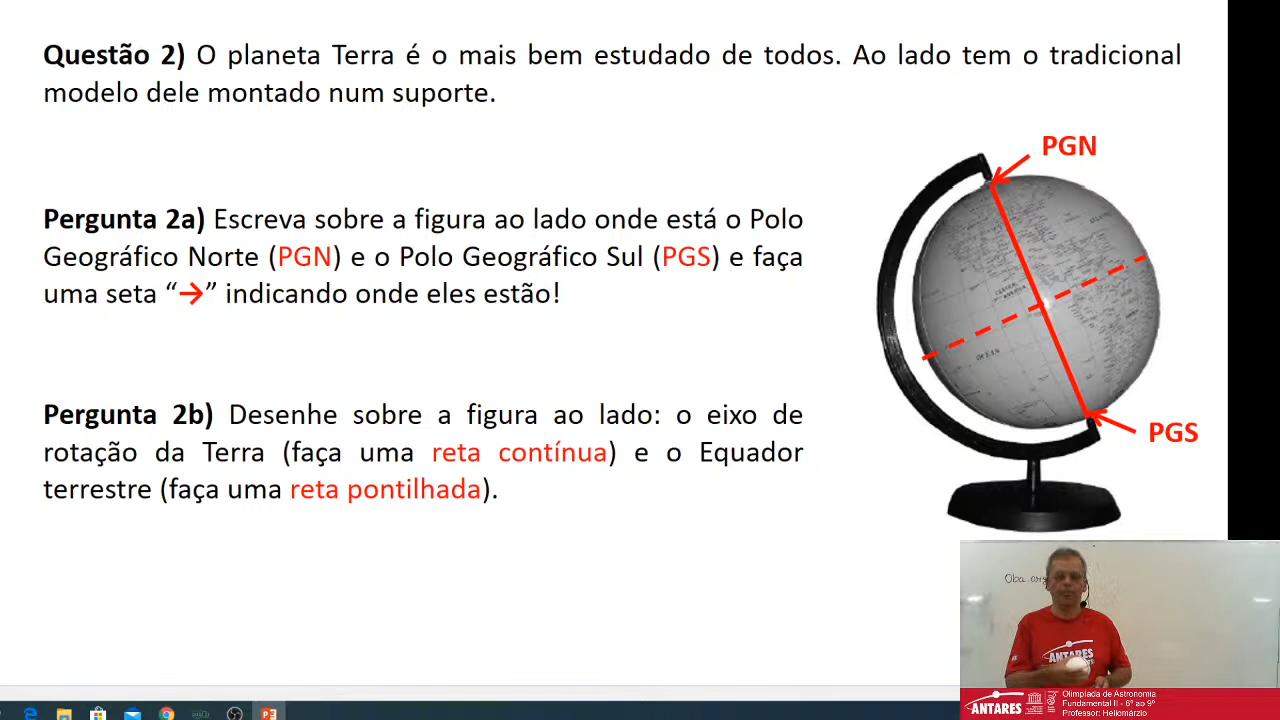 Questão 2) O planeta Terra é o mais bem estudado de todos. Ao lado tem o tradicional
modelo dele montado num suporte.
PGN
Pergunta 2a) Escreva sobre a figura ao lado onde está o Polo
Geográfico Norte (PGN) e o Polo Geográfico Sul (PGS) e faça
uma seta “→” indicando onde eles estão!
OCEAN
PGS
Pergunta 2b) Desenhe sobre a figura ao lado: o eixo de
rotação da Terra (faça uma reta contínua) e o Equador
terrestre (faça uma reta pontilhada).
Oba.org
ANTARES
ANTARES
Olimpíada de Astronomia
Fundamental II - 6º ao 9º
Professor: Heliomárzio